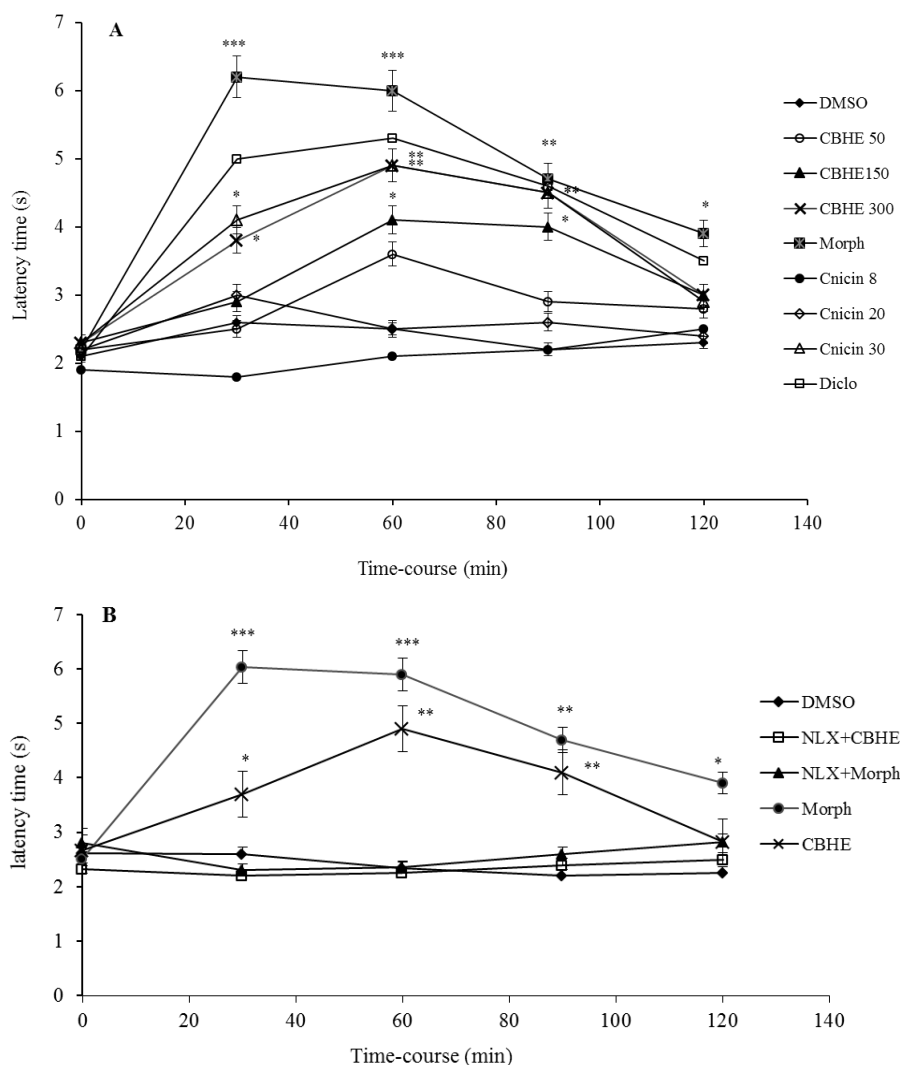 A
7
6
5
4
3
2
1
0
Latency time (s)
***
***
**
*
*
*
**
**
*
**
*
0 20 40 60 80 100 120 140
Time-course (min)
DMSO
CBHE 50
CBHE150
CBHE 300
Morph
Cnicin 8
Cnicin 20
Cnicin 30
Diclo
B
7
6
5
4
3
2
1
0
latency time (s)
***
***
**
*
*
**
**
0 20 40 60 80 100 120 140
Time-course (min)
DMSO
NLX+CBHE
NLX+Morph
Morph
CBHE